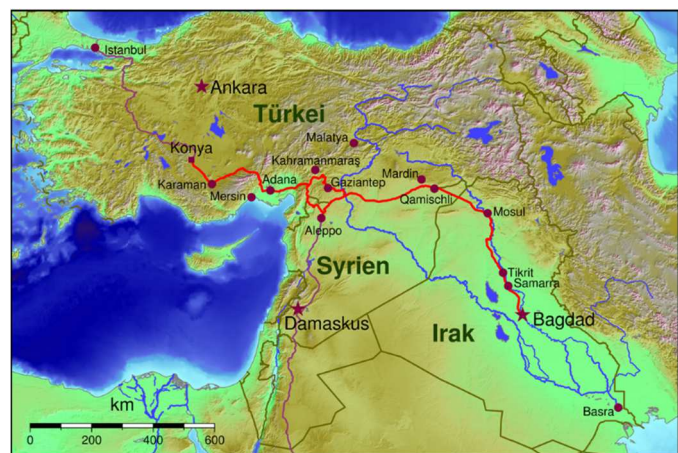 Istanbul
Ankara
Türkei
Malatya
Konya
Kahramanmaraş
Mardin
Karaman
Adana
Gaziantep
Mersin
Qamischli
Mosul
Aleppo
Syrien
Tikrit
Samarra
Damaskus
Irak
Bagdad
km
Basra
0 200 400 600